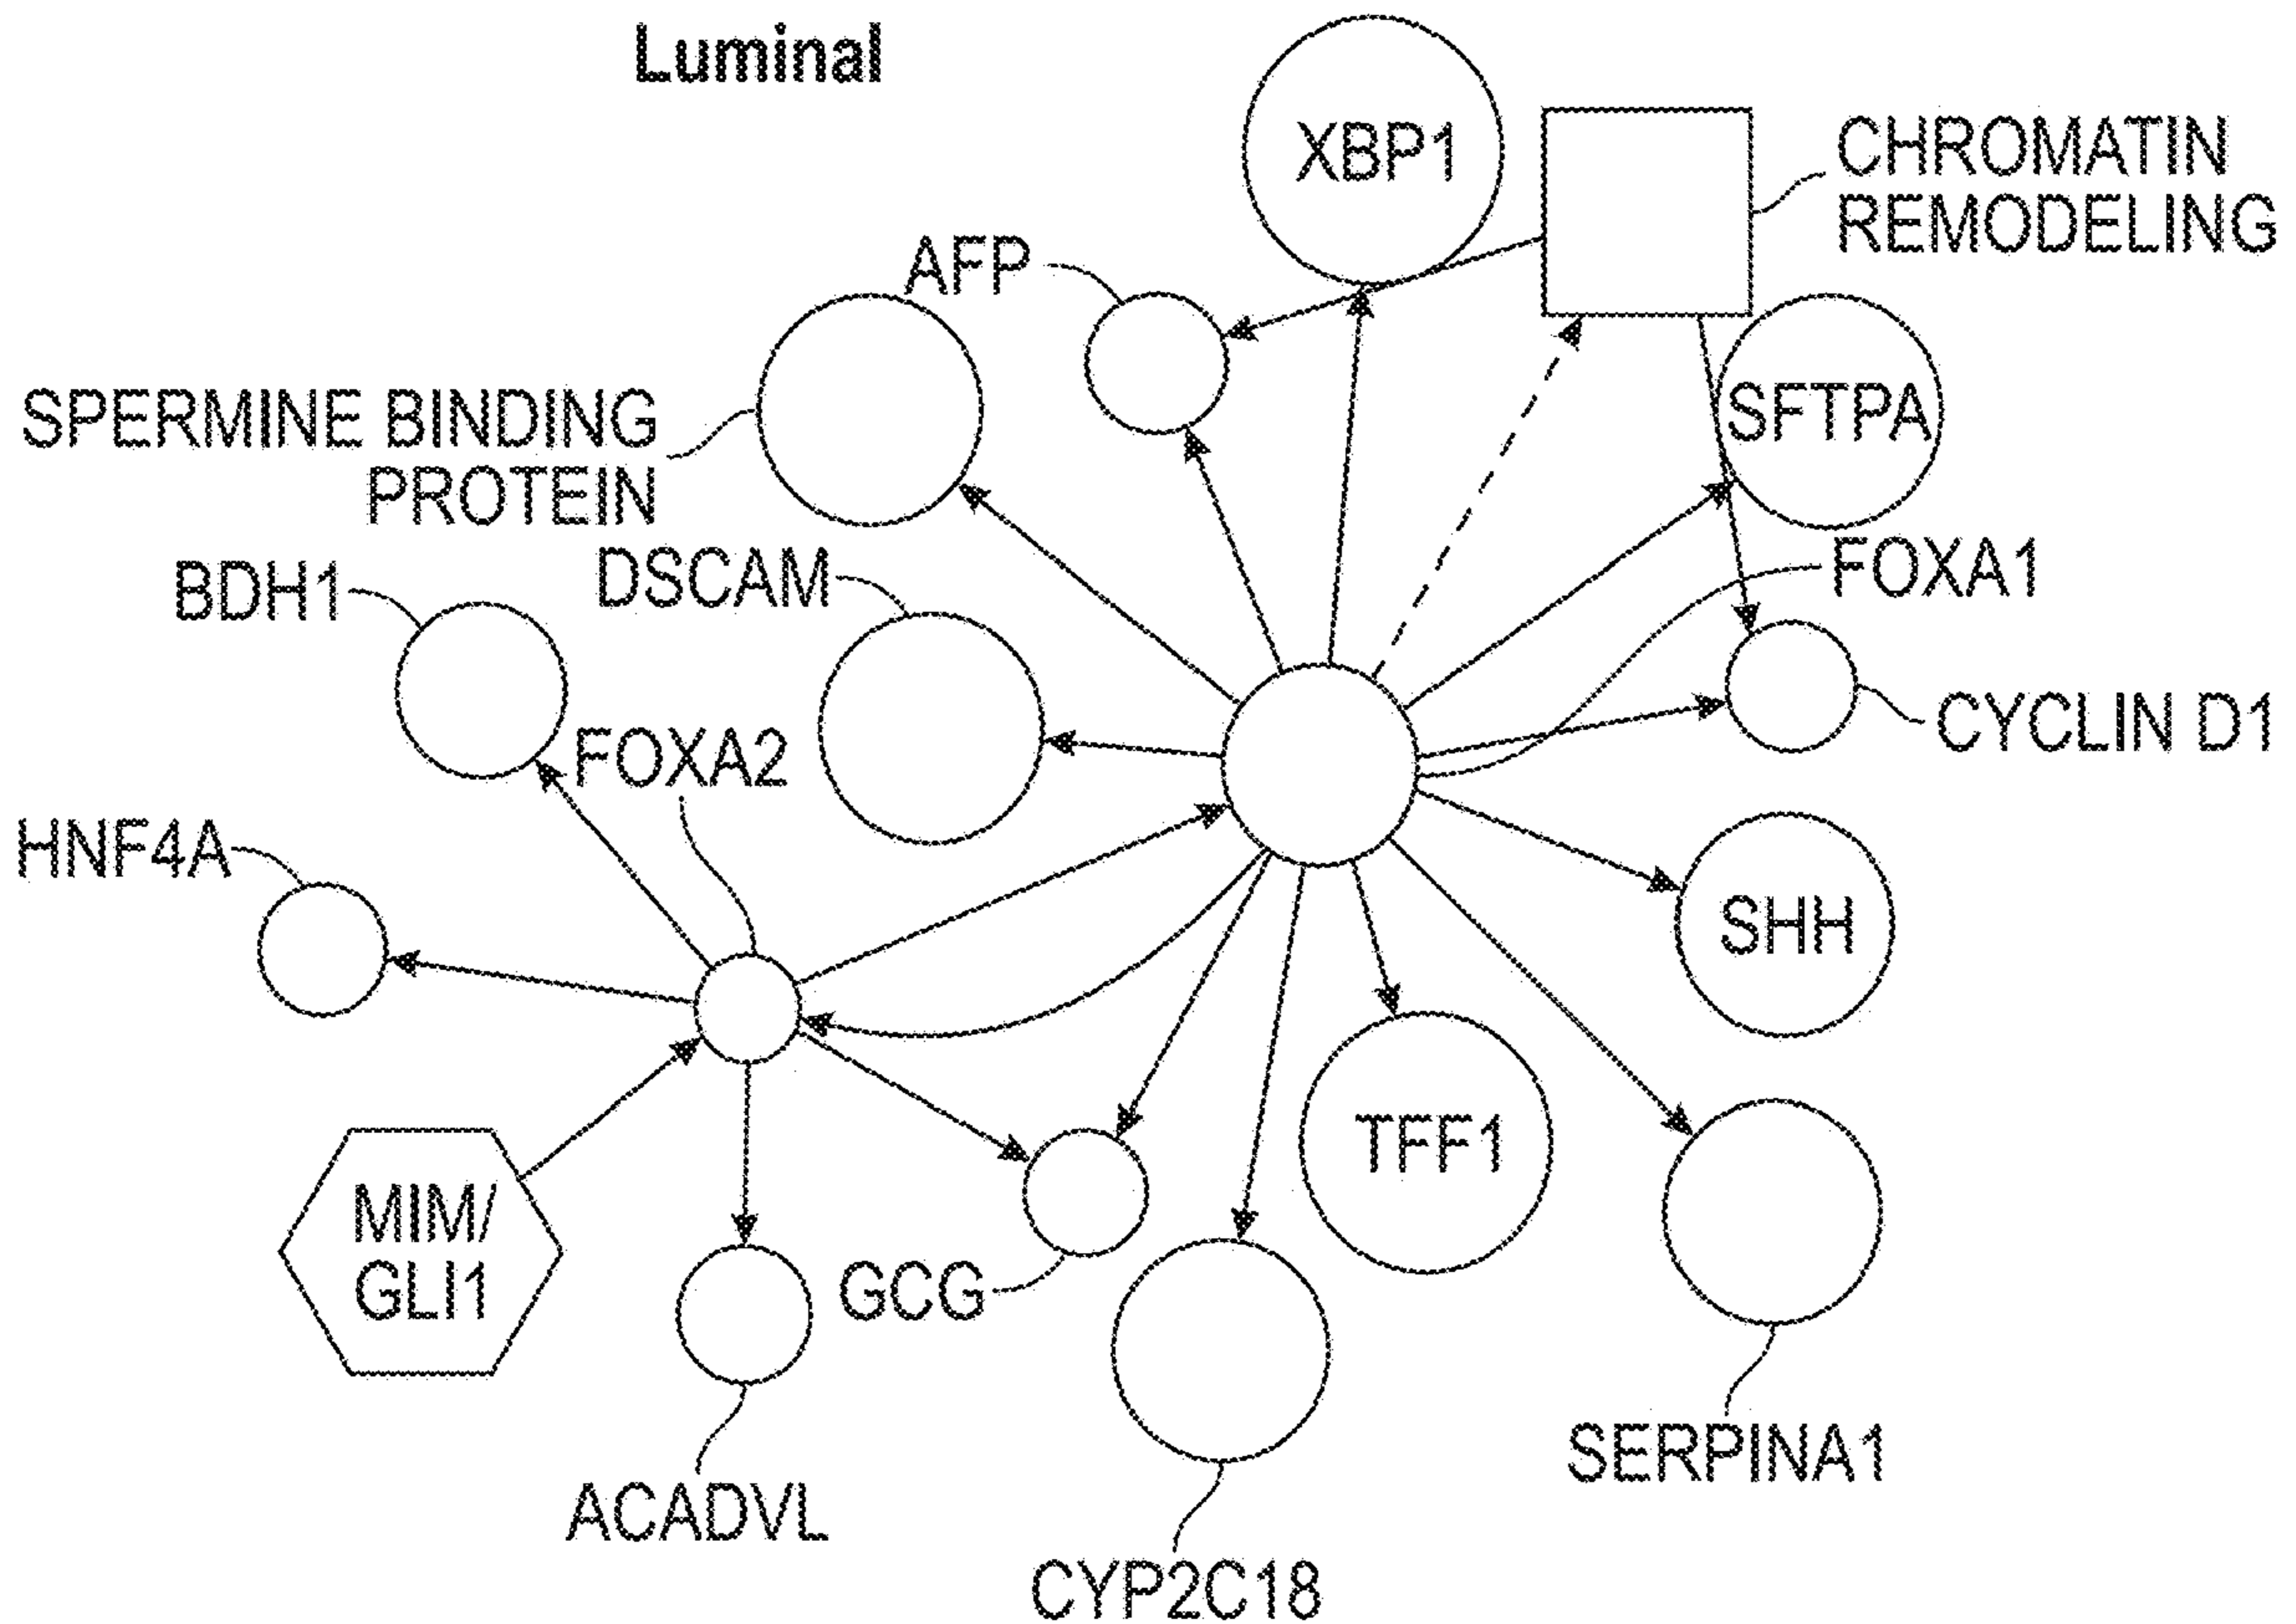 Luminal
XBP1
CHROMATIN
REMODELING
AFP
SPERMINE BINDING
PROTEIN
SFTPA
BDH1
DSCAM
FOXA1
FOXA2
CYCLIN D1
HNF4A
SHH
MIM/
GLI1
TFF1
GCG
SERPINA1
ACADVL
CYP2C18